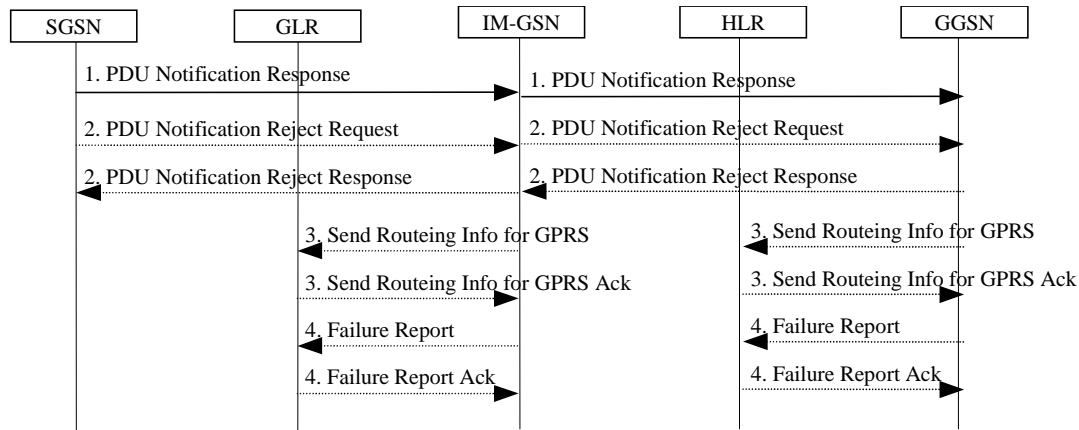 SGSN
GLR
IM-GSN
HLR
GGSN
1. PDU Notification Response
1. PDU Notification Response
2. PDU Notification Reject Request
2. PDU Notification Reject Request
2. PDU Notification Reject Response
2. PDU Notification Reject Response
3. Send Routeing Info for GPRS
3. Send Routeing Info for GPRS
3. Send Routeing Info for GPRS Ack
3. Send Routeing Info for GPRS Ack
4. Failure Report
4. Failure Report
4. Failure Report Ack
4. Failure Report Ack